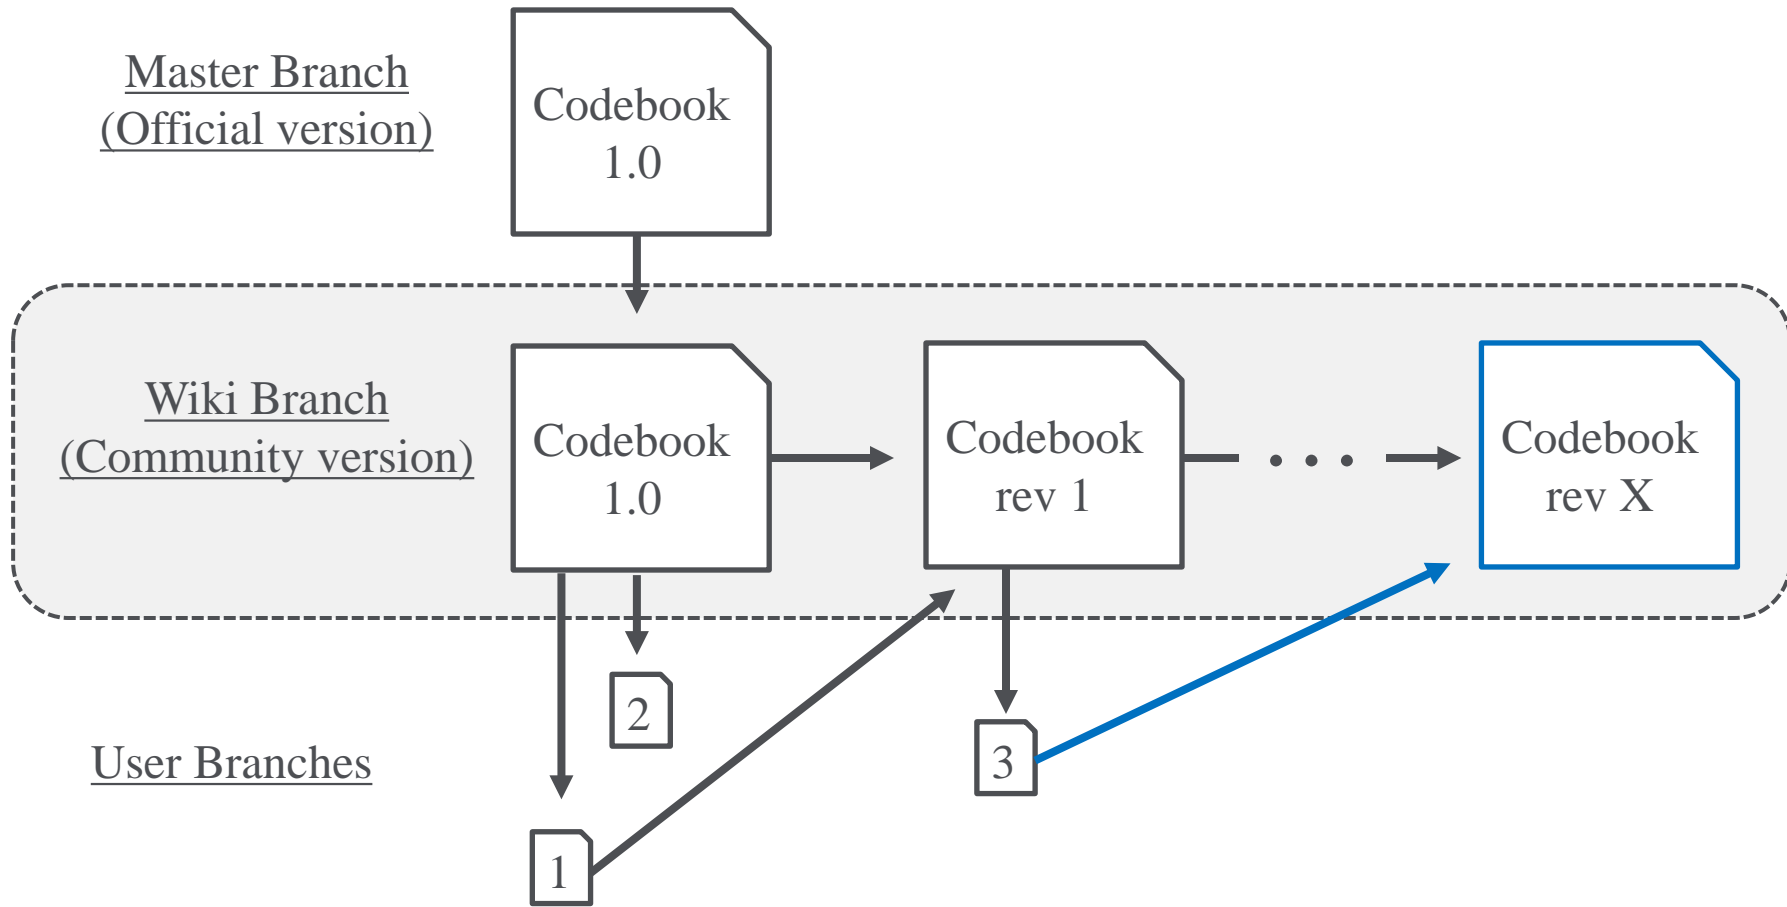 Master Branch
(Official version)
Codebook
1.0
Wiki Branch
(Community version)
Codebook
1.0
Codebook
rev 1
. . .
Codebook
rev X
User Branches
2
3
1